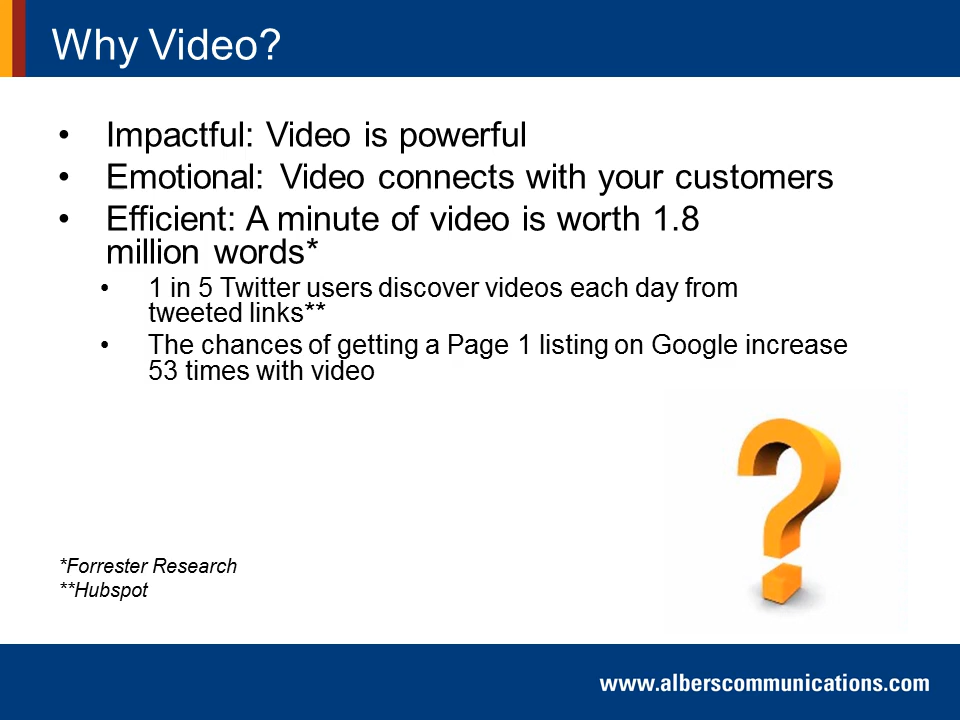 Why Video?
• Impactful: Video is powerful
• Emotional: Video connects with your customers
• Efficient: A minute of video is worth 1.8
million words*
• 1 in 5 Twitter users discover videos each day from
tweeted links**
• The chances of getting a Page 1 listing on Google increase
53 times with video
*Forrester Research
**Hubspot
www.alberscommunications.com